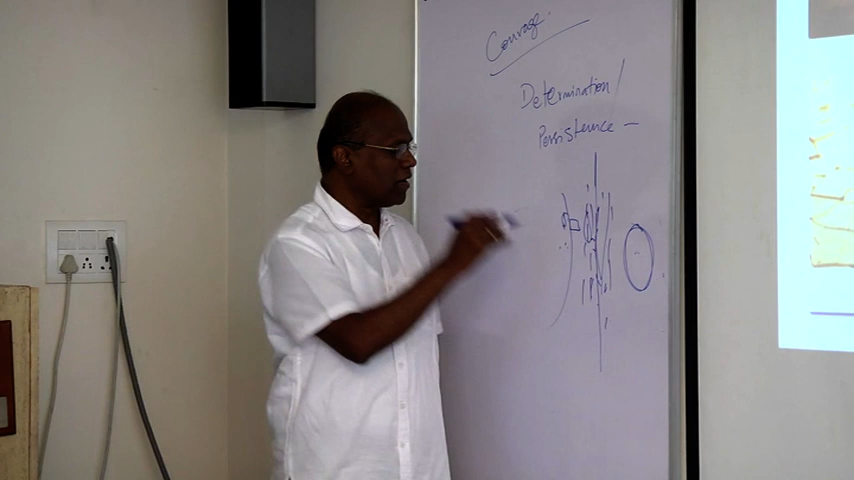 Courage.
Determination/
Persistence —